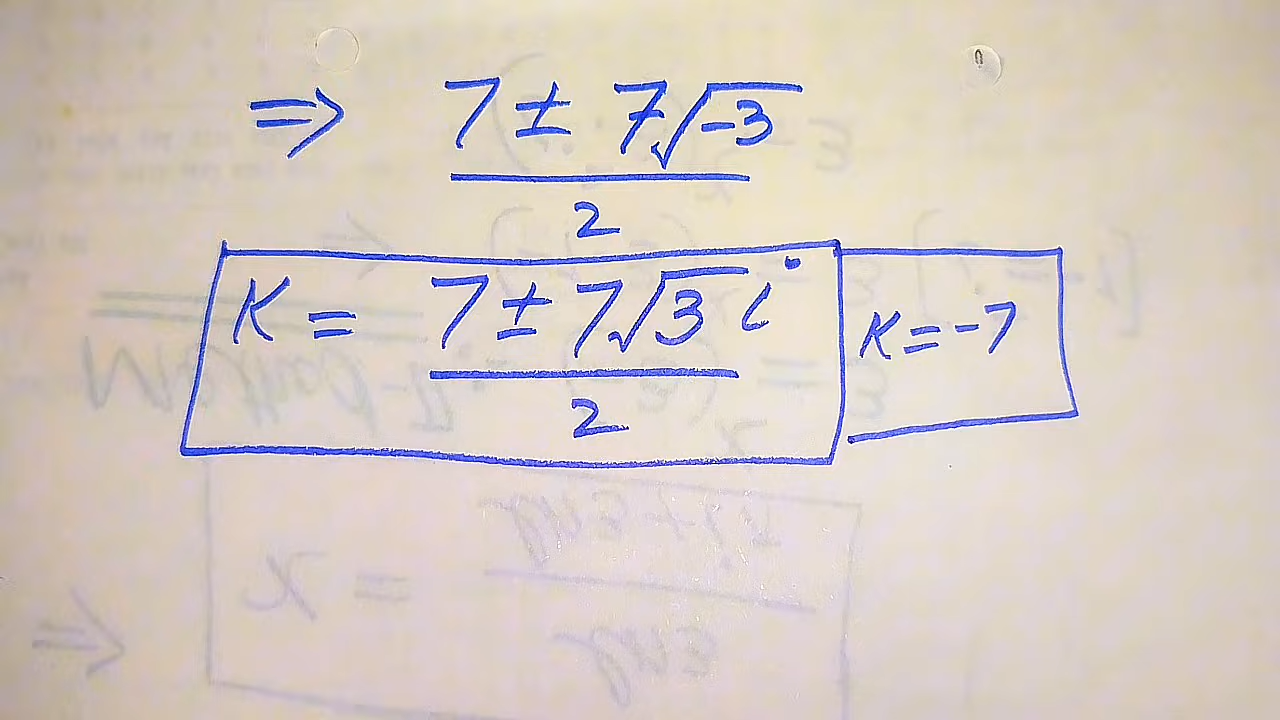 ⇒ (7 ± 7√-3)/2
K = (7 ± 7√3 i)/2
K = -7